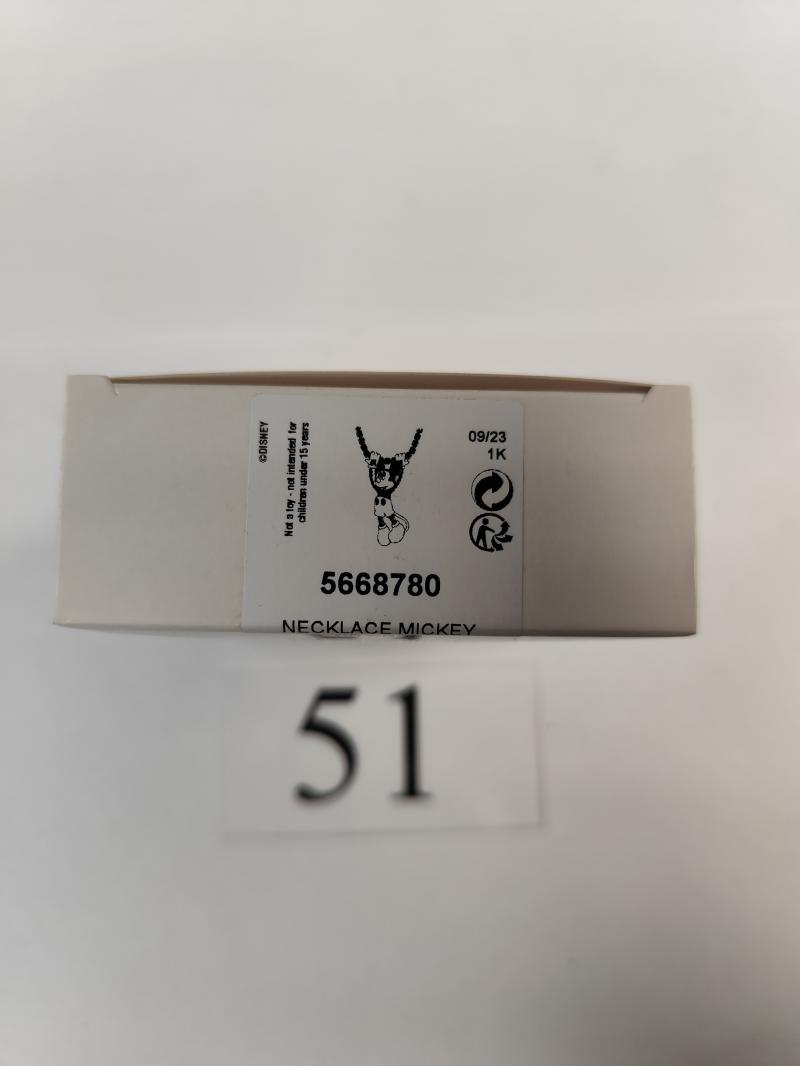 ©DISNEY
Not a toy - not intended for
children under 15 years
09/23
1K
5668780
NECKLACE MICKEY
51